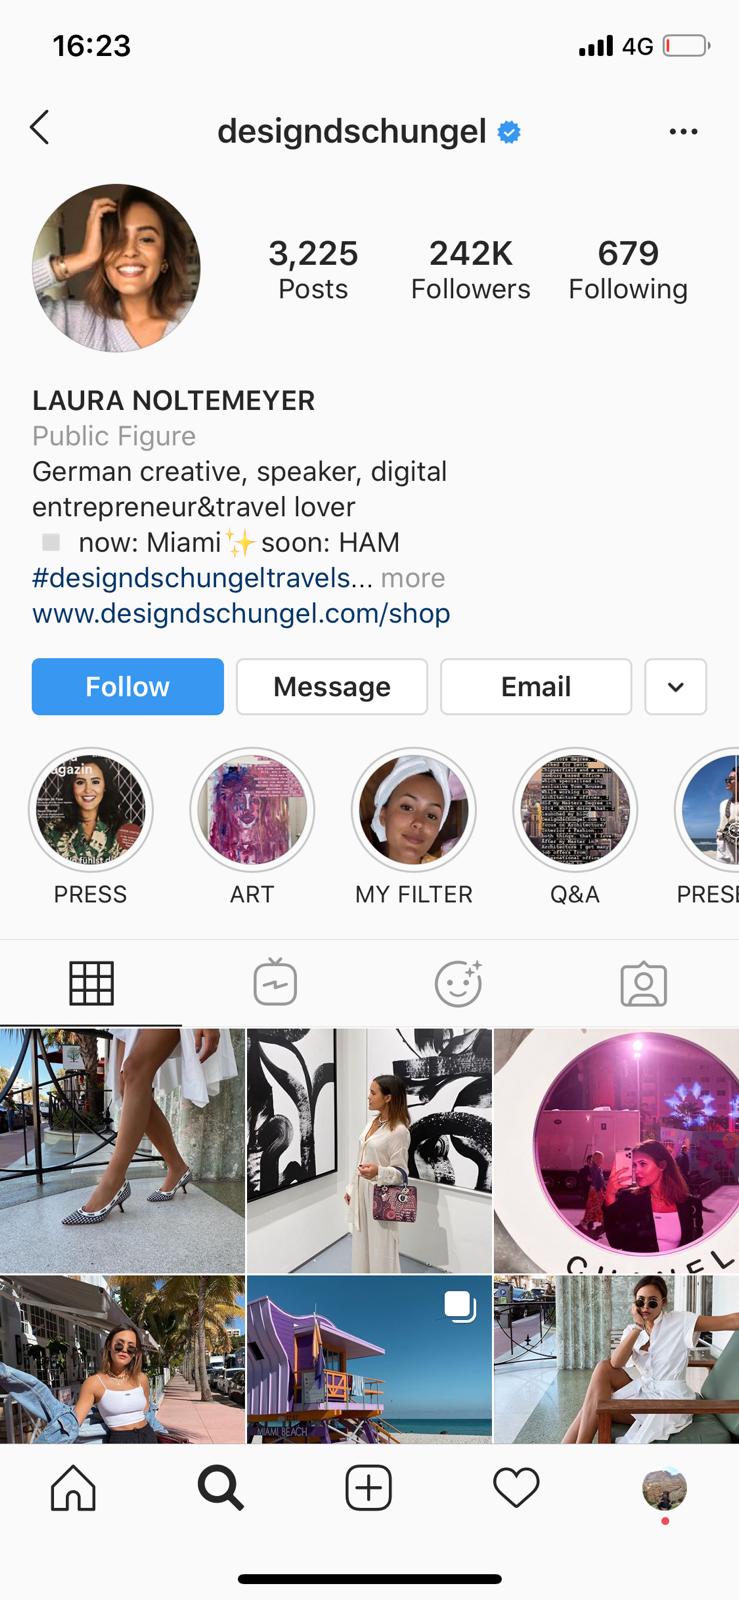 16:23
4G
designdschungel
3,225 242K 679
Posts Followers Following
LAURA NOLTEMEYER
Public Figure
German creative, speaker, digital
entrepreneur&travel lover
now: Miami✨soon: HAM
#designdschungeltravels... more
www.designdschungel.com/shop
Follow Message Email
agazin
PRESS ART MY FILTER Q&A PRESE
CHANEL
MIAMI BEACH